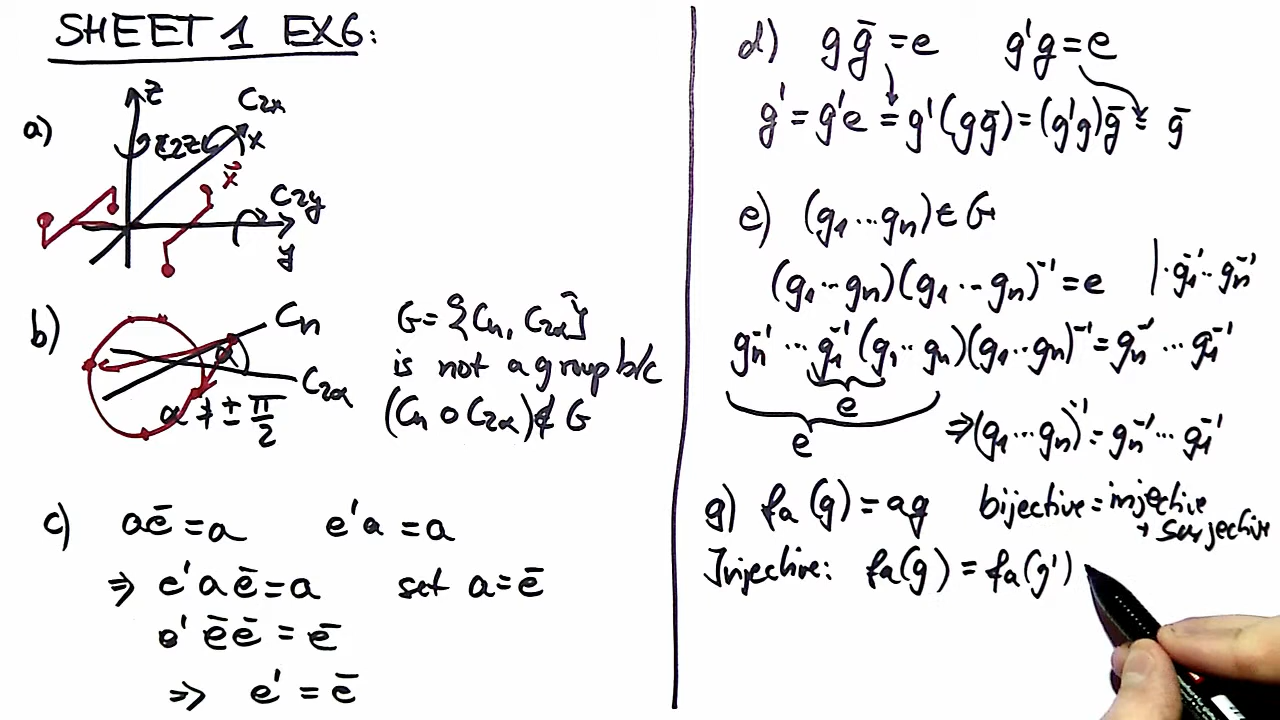 SHEET 1 EX6:
a)
z
C₂ₓ
C₂z
x
x̄
C₂y
y
b)
Cₙ
α
C₂α
α ≠ ± π/2
G = {Cₙ, C₂α}
is not a group b/c
(Cₙ ∘ C₂α) ∉ G
c) aē = a e'a = a
⇒ e'aē = a set a = ē
e'ēē = ē
⇒ e' = ē
d) gḡ = e g'g = e
g' = g'e = g'(gḡ) = (g'g)ḡ = ḡ
e) (g₁...gₙ) ∈ G
(g₁...gₙ)(g₁...gₙ)⁻¹ = e |·g₁⁻¹...gₙ⁻¹
gₙ⁻¹ ... g₁⁻¹(g₁..gₙ)(g₁..gₙ)⁻¹ = gₙ⁻¹ ... g₁⁻¹
e
e
⇒ (g₁...gₙ)⁻¹ = gₙ⁻¹...g₁⁻¹
g) fₐ(g) = ag bijective = injective
+ surjective
Injective: fₐ(g) = fₐ(g')